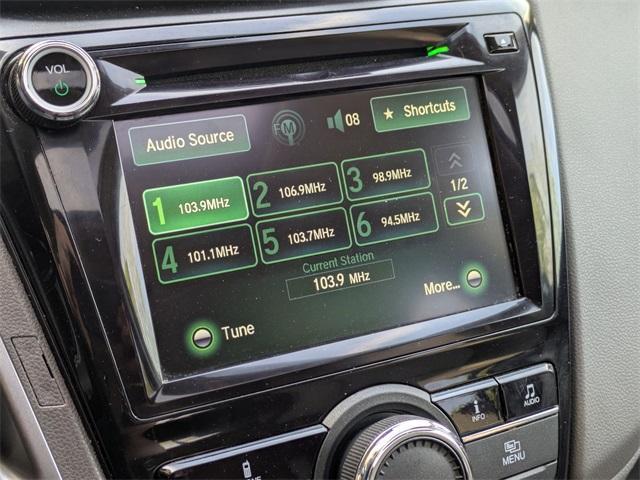 VOL
Audio Source
FM
08
★ Shortcuts
1 103.9MHz
2 106.9MHz
3 98.9MHz
1/2
4 101.1MHz
5 103.7MHz
6 94.5MHz
Current Station
103.9 MHz
More...
Tune
i
INFO
AUDIO
MENU